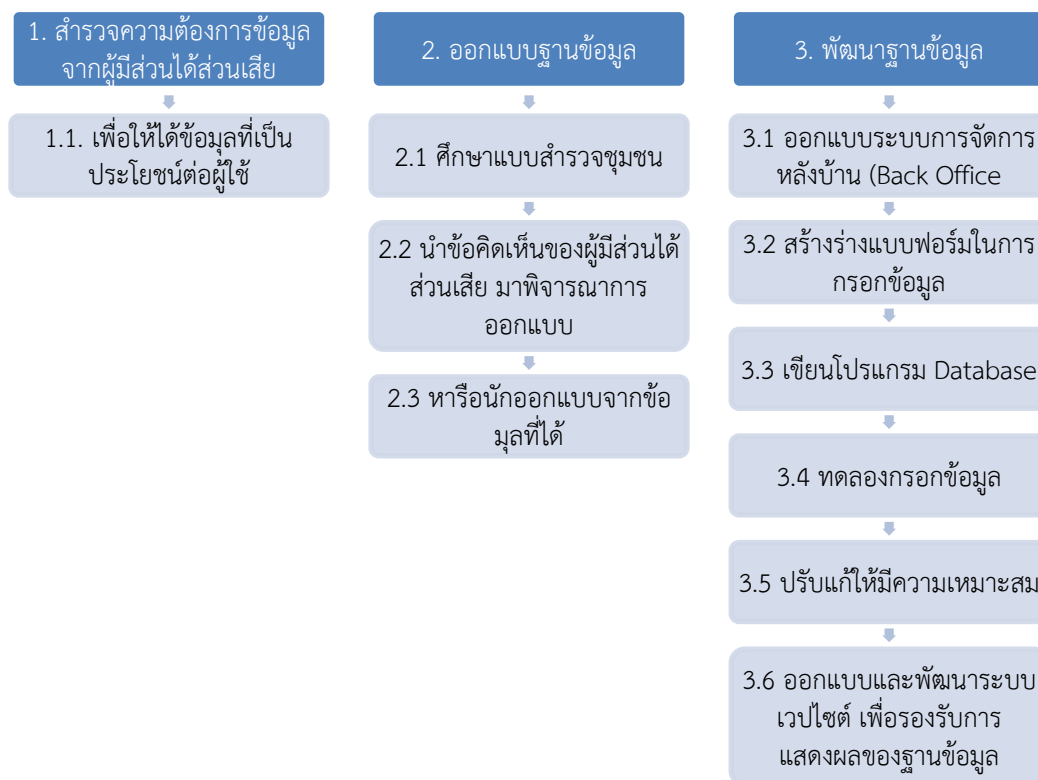 1. สำรวจความต้องการข้อมูล
จากผู้มีส่วนได้ส่วนเสีย
1.1. เพื่อให้ได้ข้อมุลที่เป็น
ประโยชน์ต่อผู้ใช้
2. ออกแบบฐานข้อมูล
2.1 ศึกษาแบบสำรวจชุมชน
2.2 นำข้อคิดเห็นของผู้มีส่วนได้
ส่วนเสีย มาพิจารณาการ
ออกแบบ
2.3 หารือนักออกแบบจากข้อ
มุลที่ได้
3. พัฒนาฐานข้อมูล
3.1 ออกแบบระบบการจัดการ
หลังบ้าน (Back Office
3.2 สร้างร่างแบบฟอร์มในการ
กรอกข้อมูล
3.3 เขียนโปรแกรม Database
3.4 ทดลองกรอกข้อมูล
3.5 ปรับแก้ให้มีความเหมาะสม
3.6 ออกแบบและพัฒนาระบบ
เวปไซต์ เพื่อรองรับการ
แสดงผลของฐานข้อมูล